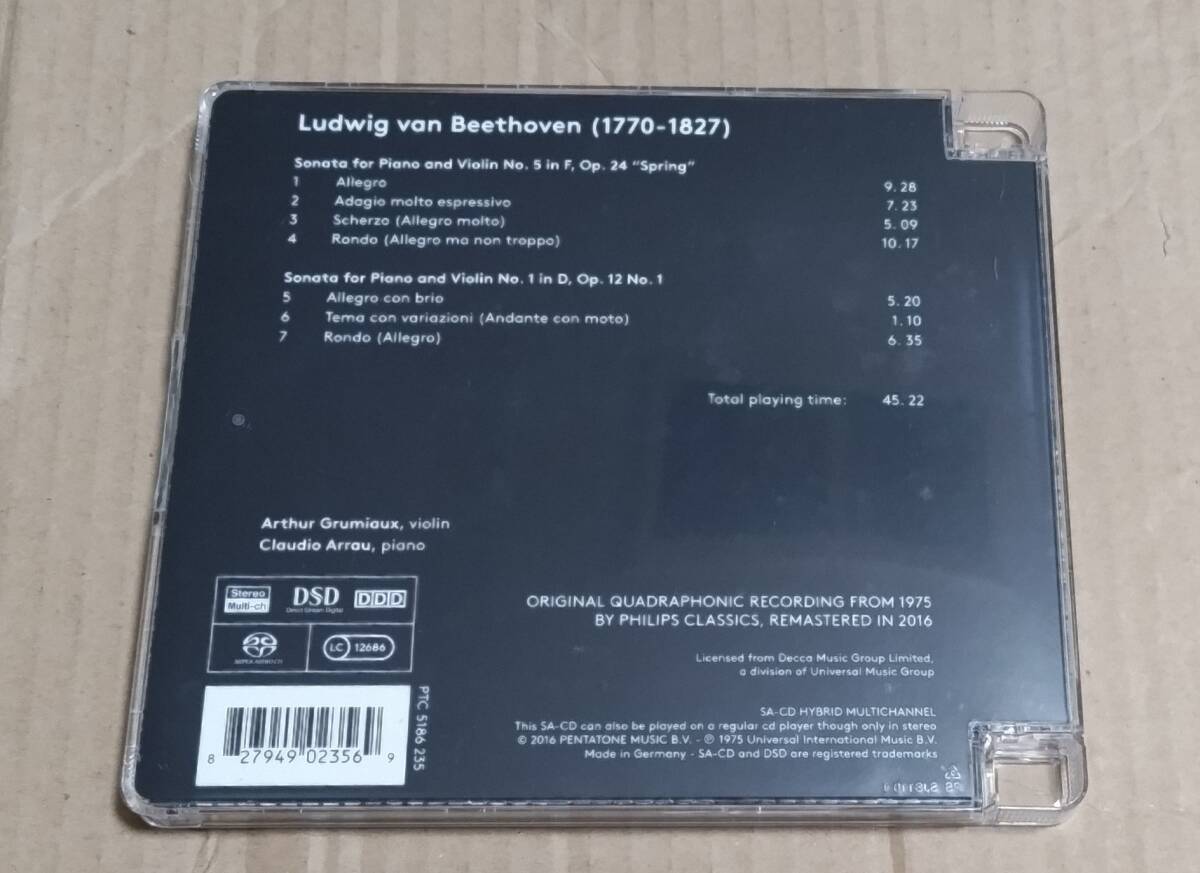 Ludwig van Beethoven (1770-1827)
Sonata for Piano and Violin No. 5 in F, Op. 24 “Spring”
1 Allegro 9. 28
2 Adagio molto espressivo 7. 23
3 Scherzo (Allegro molto) 5. 09
4 Rondo (Allegro ma non troppo) 10. 17
Sonata for Piano and Violin No. 1 in D, Op. 12 No. 1
5 Allegro con brio 5. 20
6 Tema con variazioni (Andante con moto) 1. 10
7 Rondo (Allegro) 6. 35
Total playing time: 45. 22
Arthur Grumiaux, violin
Claudio Arrau, piano
Stereo
Multi-ch
DSD
Direct Stream Digital
DDD
SUPER AUDIO CD
LC 12686
PTC 5186 235
8 27949 02356 9
ORIGINAL QUADRAPHONIC RECORDING FROM 1975
BY PHILIPS CLASSICS, REMASTERED IN 2016
Licensed from Decca Music Group Limited,
a division of Universal Music Group
SA-CD HYBRID MULTICHANNEL
This SA-CD can also be played on a regular cd player though only in stereo
© 2016 PENTATONE MUSIC B.V. - ℗ 1975 Universal International Music B.V.
Made in Germany - SA-CD and DSD are registered trademarks